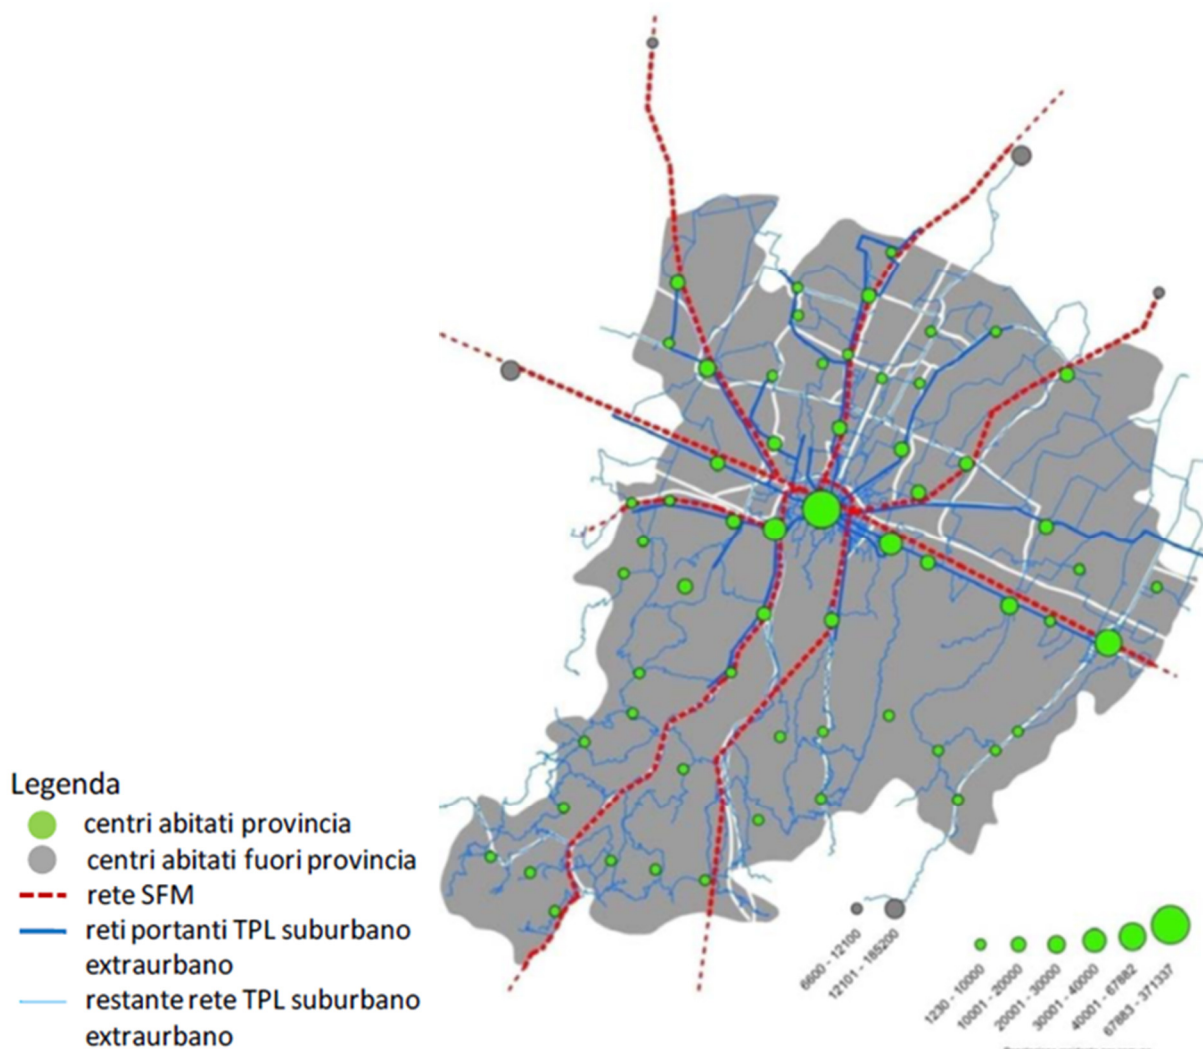 Legenda
centri abitati provincia
centri abitati fuori provincia
rete SFM
reti portanti TPL suburbano
extraurbano
restante rete TPL suburbano
extraurbano
6600 - 12100
12101 - 185200
1230 - 10000
10001 - 20000
20001 - 30000
30001 - 40000
40001 - 67882
67883 - 371337